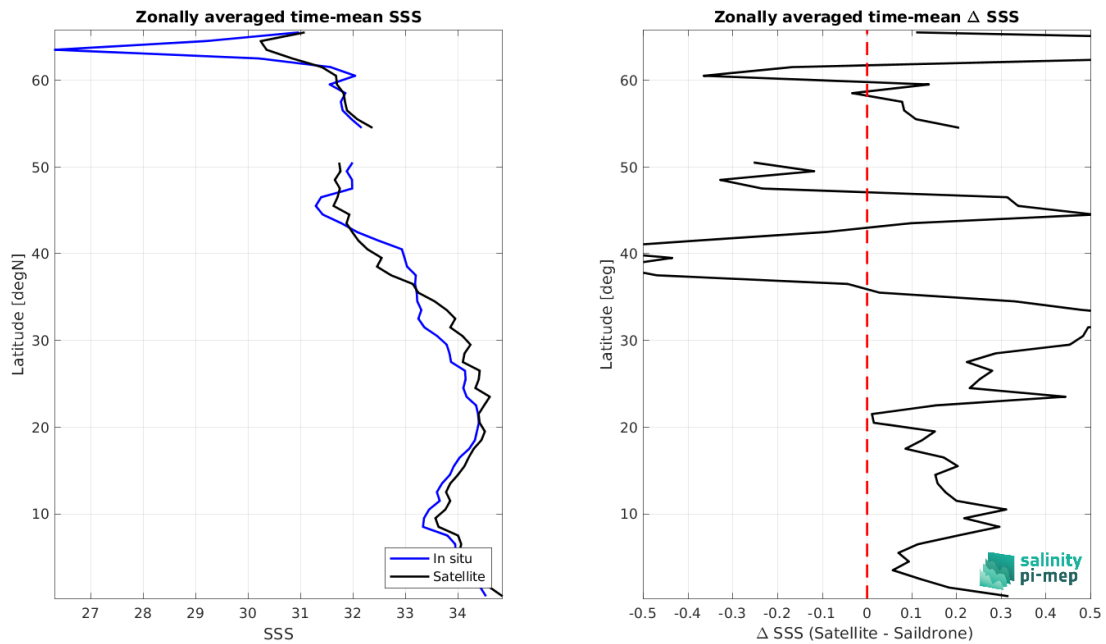 Zonally averaged time-mean SSS
Latitude [degN]
60
50
40
30
20
10
27 28 29 30 31 32 33 34
SSS
In situ
Satellite
Zonally averaged time-mean Δ SSS
Latitude [deg]
60
50
40
30
20
10
-0.5 -0.4 -0.3 -0.2 -0.1 0 0.1 0.2 0.3 0.4 0.5
Δ SSS (Satellite - Saildrone)
salinity
pi-mep